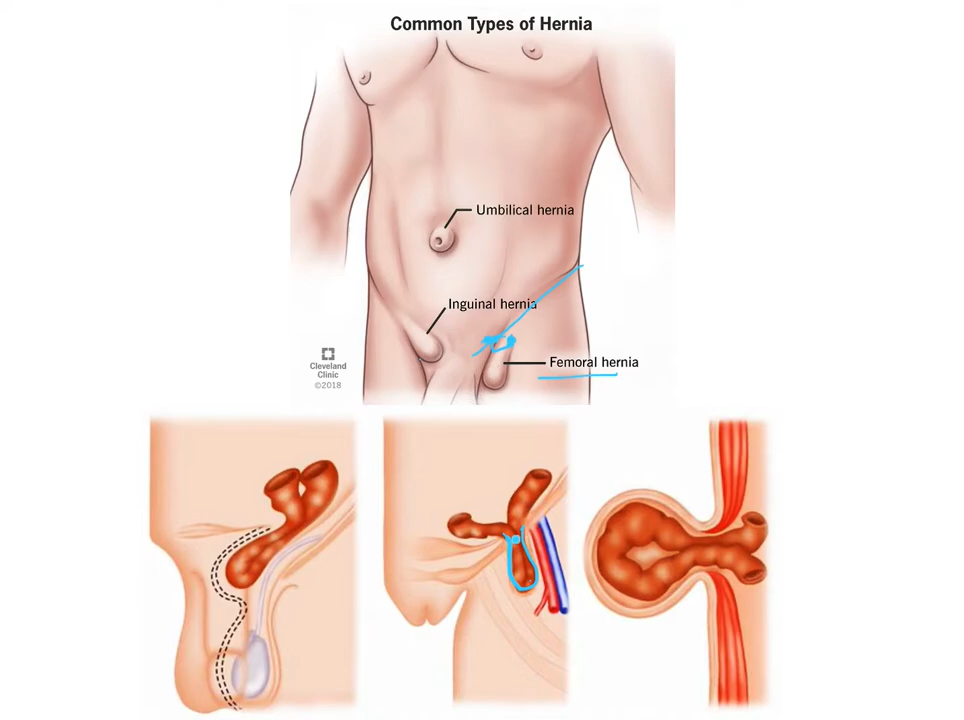 Common Types of Hernia
Umbilical hernia
Inguinal hernia
Femoral hernia
Cleveland
Clinic
©2018